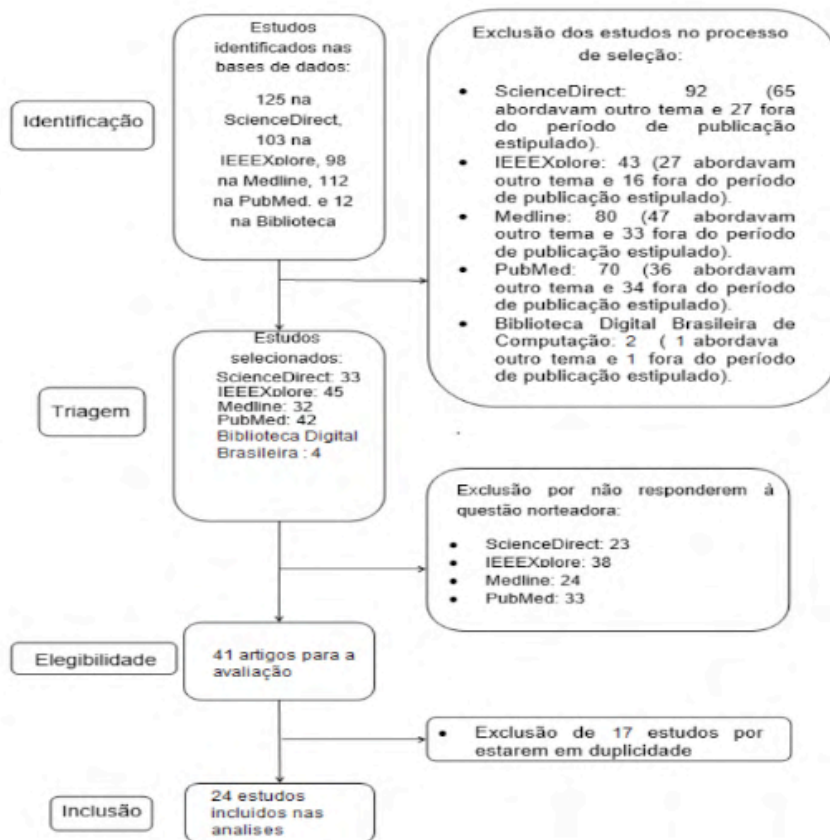 Identificação
Estudos
identificados nas
bases de dados:
125 na
ScienceDirect,
103 na
IEEEXplore, 98
na Medline, 112
na PubMed. e 12
na Biblioteca
Exclusão dos estudos no processo
de seleção:
• ScienceDirect: 92 (65
abordavam outro tema e 27 fora
do período de publicação
estipulado).
• IEEEXplore: 43 (27 abordavam
outro tema e 16 fora do período
de publicação estipulado).
• Medline: 80 (47 abordavam
outro tema e 33 fora do período
de publicação estipulado).
• PubMed: 70 (36 abordavam
outro tema e 34 fora do período
de publicação estipulado).
• Biblioteca Digital Brasileira de
Computação: 2 ( 1 abordava
outro tema e 1 fora do período
de publicação estipulado).
Triagem
Estudos
selecionados:
ScienceDirect: 33
IEEEXplore: 45
Medline: 32
PubMed: 42
Biblioteca Digital
Brasileira : 4
Exclusão por não responderem à
questão norteadora:
• ScienceDirect: 23
• IEEEXplore: 38
• Medline: 24
• PubMed: 33
Elegibilidade
41 artigos para a
avaliação
• Exclusão de 17 estudos por
estarem em duplicidade
Inclusão
24 estudos
incluidos nas
analises